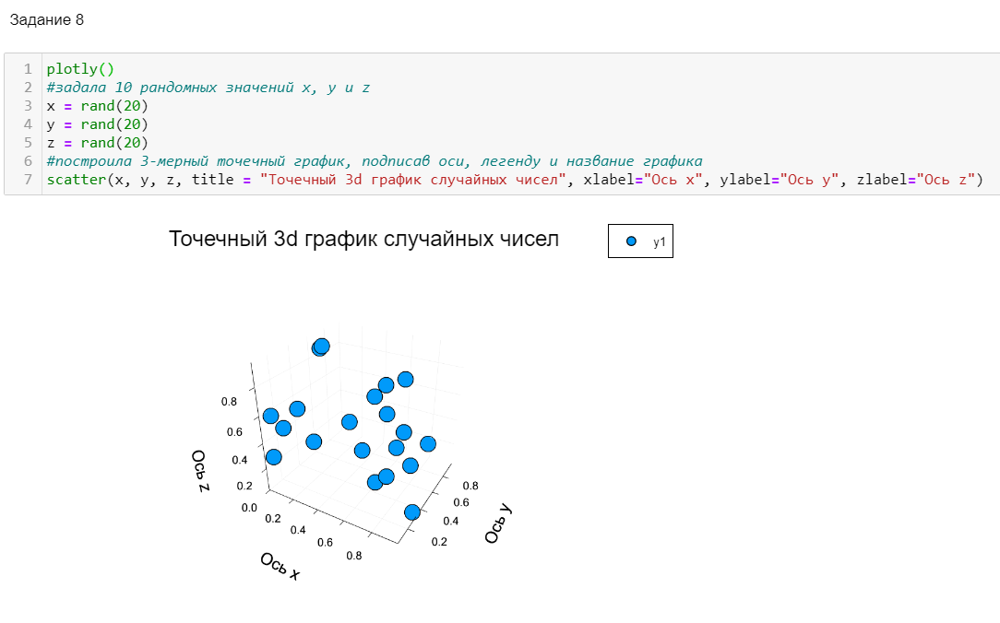 Задание 8
1 plotly()
2 #задала 10 рандомных значений x, y и z
3 x = rand(20)
4 y = rand(20)
5 z = rand(20)
6 #построила 3-мерный точечный график, подписав оси, легенду и название графика
7 scatter(x, y, z, title = "Точечный 3d график случайных чисел", xlabel="Ось x", ylabel="Ось y", zlabel="Ось z")
Точечный 3d график случайных чисел
y1
0.8
0.6
0.4
0.2
Ось z
0.0
0.2
0.4
0.6
0.8
Ось x
0.2
0.4
0.6
0.8
Ось y